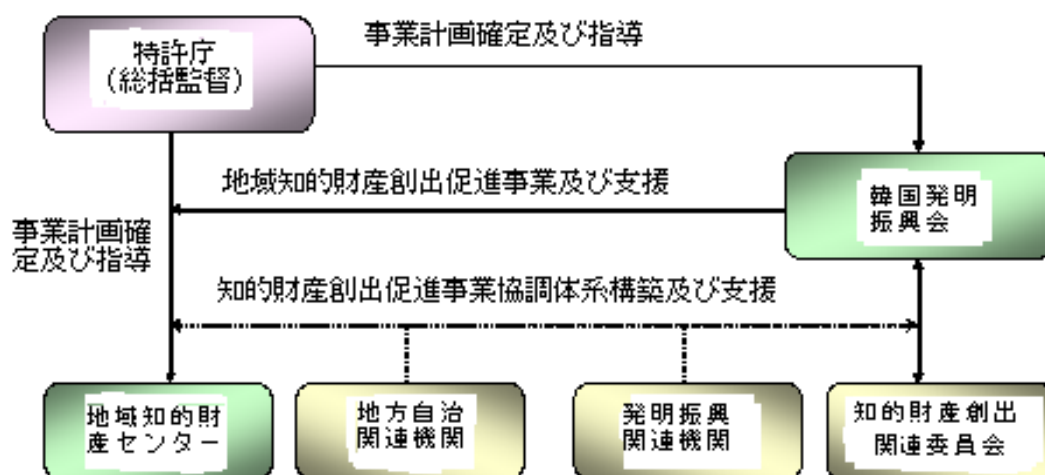 事業計画確定及び指導
特許庁
(総括監督)
地域知的財産創出促進事業及び支援
韓国発明
振興会
事業計画確
定及び指導
知的財産創出促進事業協調体系構築及び支援
地域知的財
産センター
地方自治
関連機関
発明振興
関連機関
知的財産創出
関連委員会